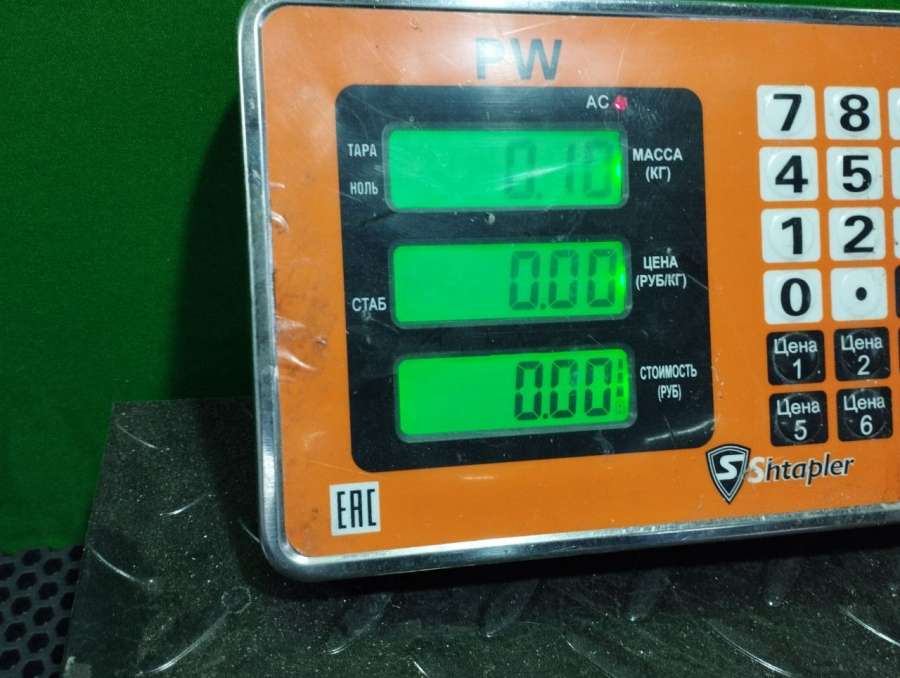 PW
AC
ТАРА
НОЛЬ
0.10
МАССА
(КГ)
СТАБ
0.00
ЦЕНА
(РУБ/КГ)
0.00
СТОИМОСТЬ
(РУБ)
7 8
4 5
1 2
0 .
Цена 1
Цена 2
Цена 5
Цена 6
S Shtapler
EAC